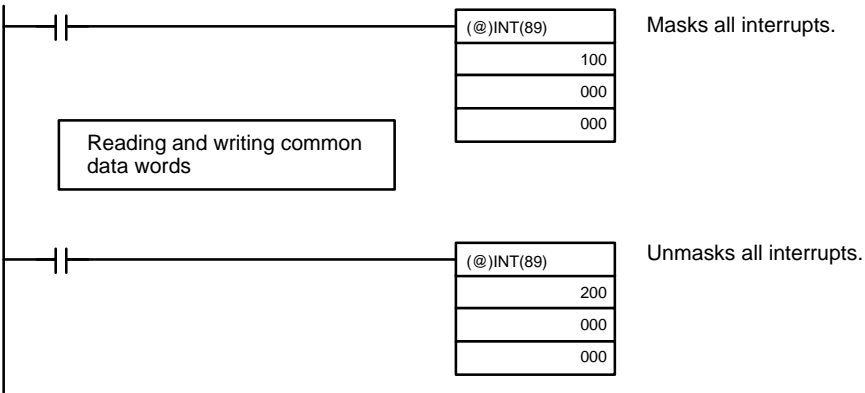 (@)INT(89)
Masks all interrupts.
100
000
000
Reading and writing common
data words
(@)INT(89)
Unmasks all interrupts.
200
000
000